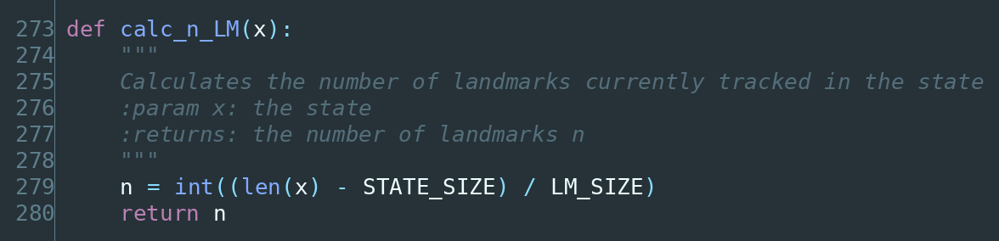 273 def calc_n_LM(x):
274     """
275     Calculates the number of landmarks currently tracked in the state
276     :param x: the state
277     :returns: the number of landmarks n
278     """
279     n = int((len(x) - STATE_SIZE) / LM_SIZE)
280     return n